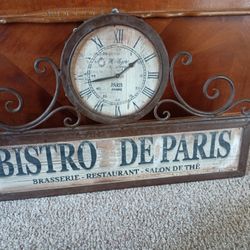 PARIS
BISTRO DE PARIS
BRASSERIE - RESTAURANT - SALON DE THÉ